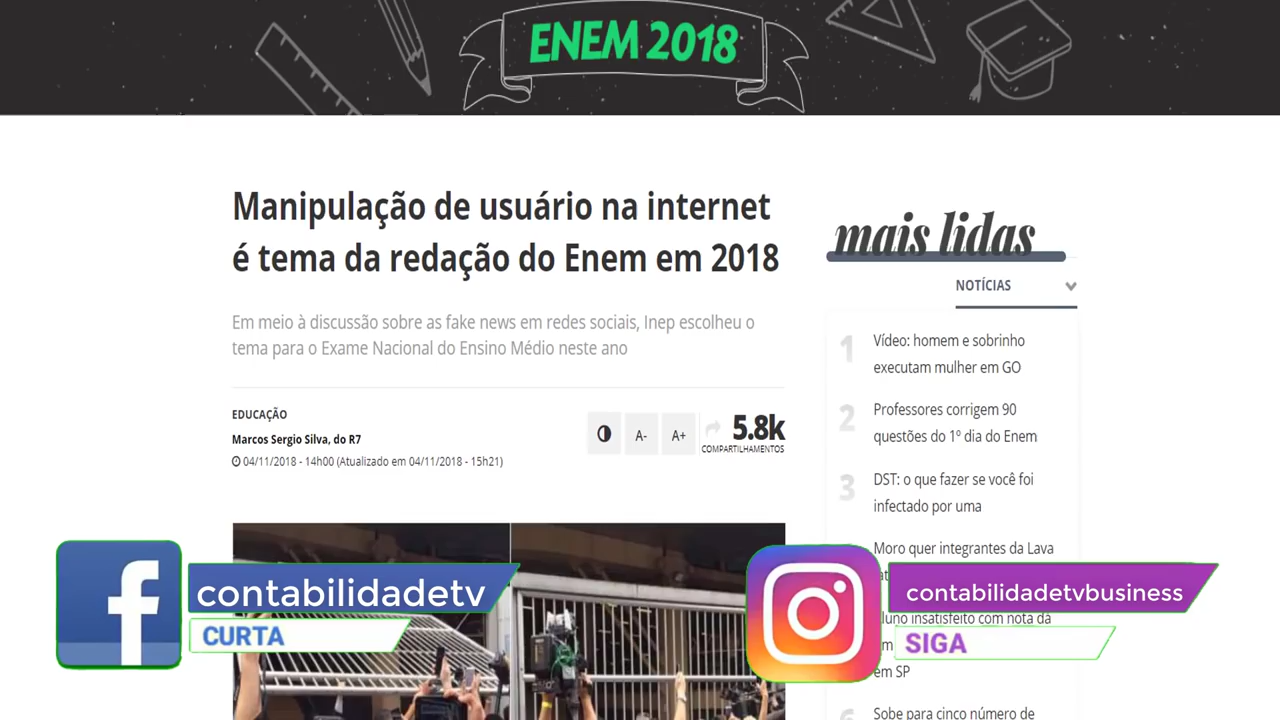 ENEM 2018
Manipulação de usuário na internet
é tema da redação do Enem em 2018
Em meio à discussão sobre as fake news em redes sociais, Inep escolheu o
tema para o Exame Nacional do Ensino Médio neste ano
EDUCAÇÃO
Marcos Sergio Silva, do R7
04/11/2018 - 14h00 (Atualizado em 04/11/2018 - 15h21)
A-
A+
5.8k
COMPARTILHAMENTOS
mais lidas
NOTÍCIAS
1
Vídeo: homem e sobrinho
executam mulher em GO
2
Professores corrigem 90
questões do 1º dia do Enem
3
DST: o que fazer se você foi
infectado por uma
Moro quer integrantes da Lava
insatisfeito com nota dá
em SP
Sobe para cinco número de
f
contabilidadetv
CURTA
contabilidadetvbusiness
SIGA